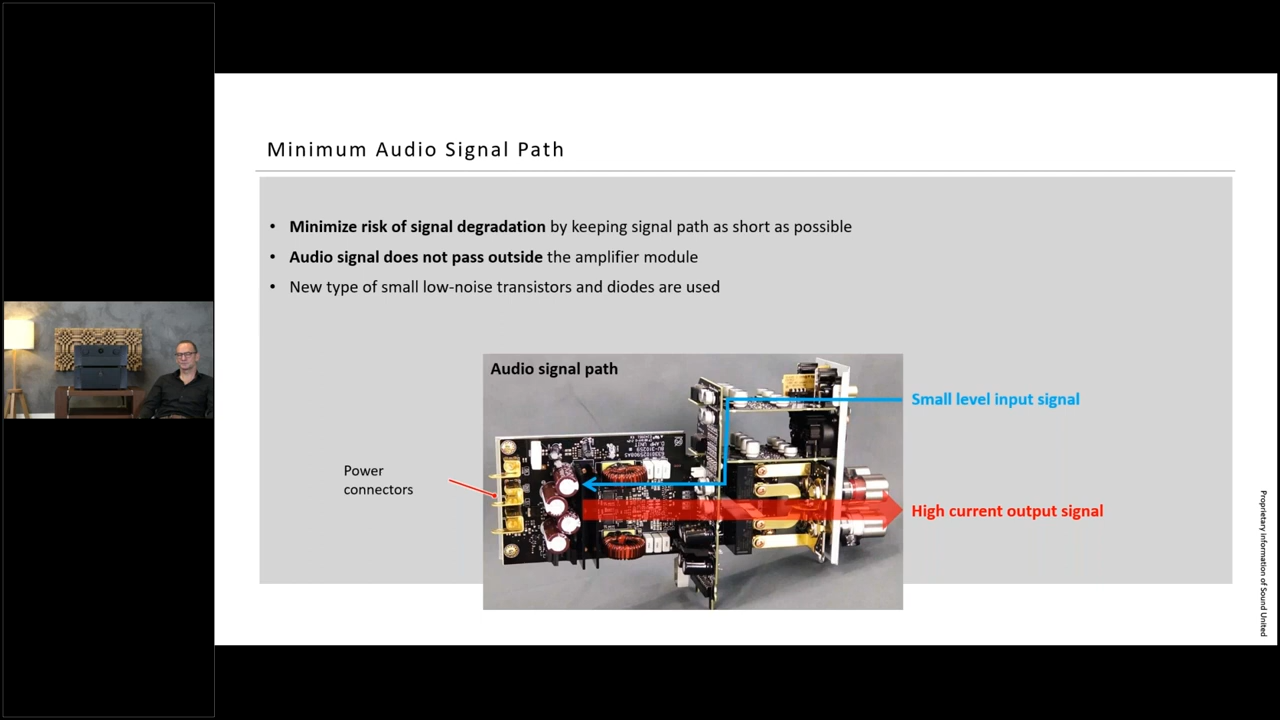 Minimum Audio Signal Path
• Minimize risk of signal degradation by keeping signal path as short as possible
• Audio signal does not pass outside the amplifier module
• New type of small low-noise transistors and diodes are used
Audio signal path
Small level input signal
Power
connectors
High current output signal
Proprietary information of Sound United